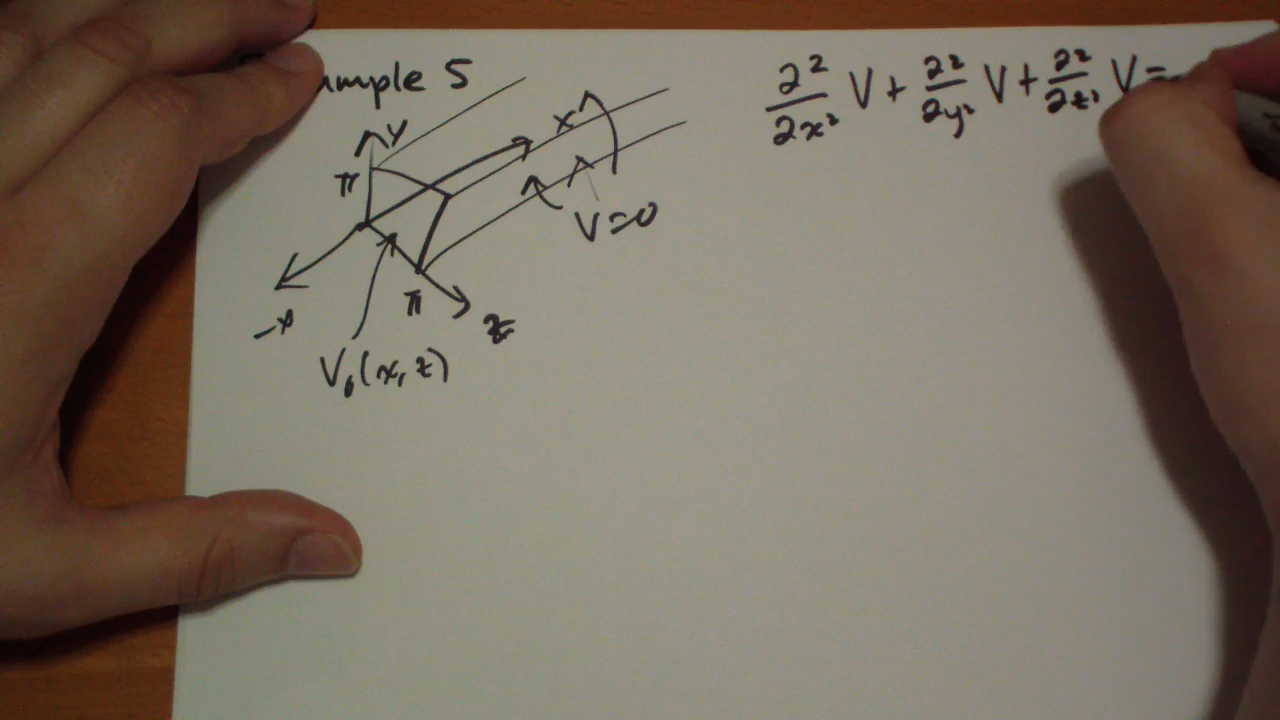 ample 5
∂²/∂x² V + ∂²/∂y² V + ∂²/∂z² V =
y
x
π
V=0
π
-x
z
V₀(x,z)